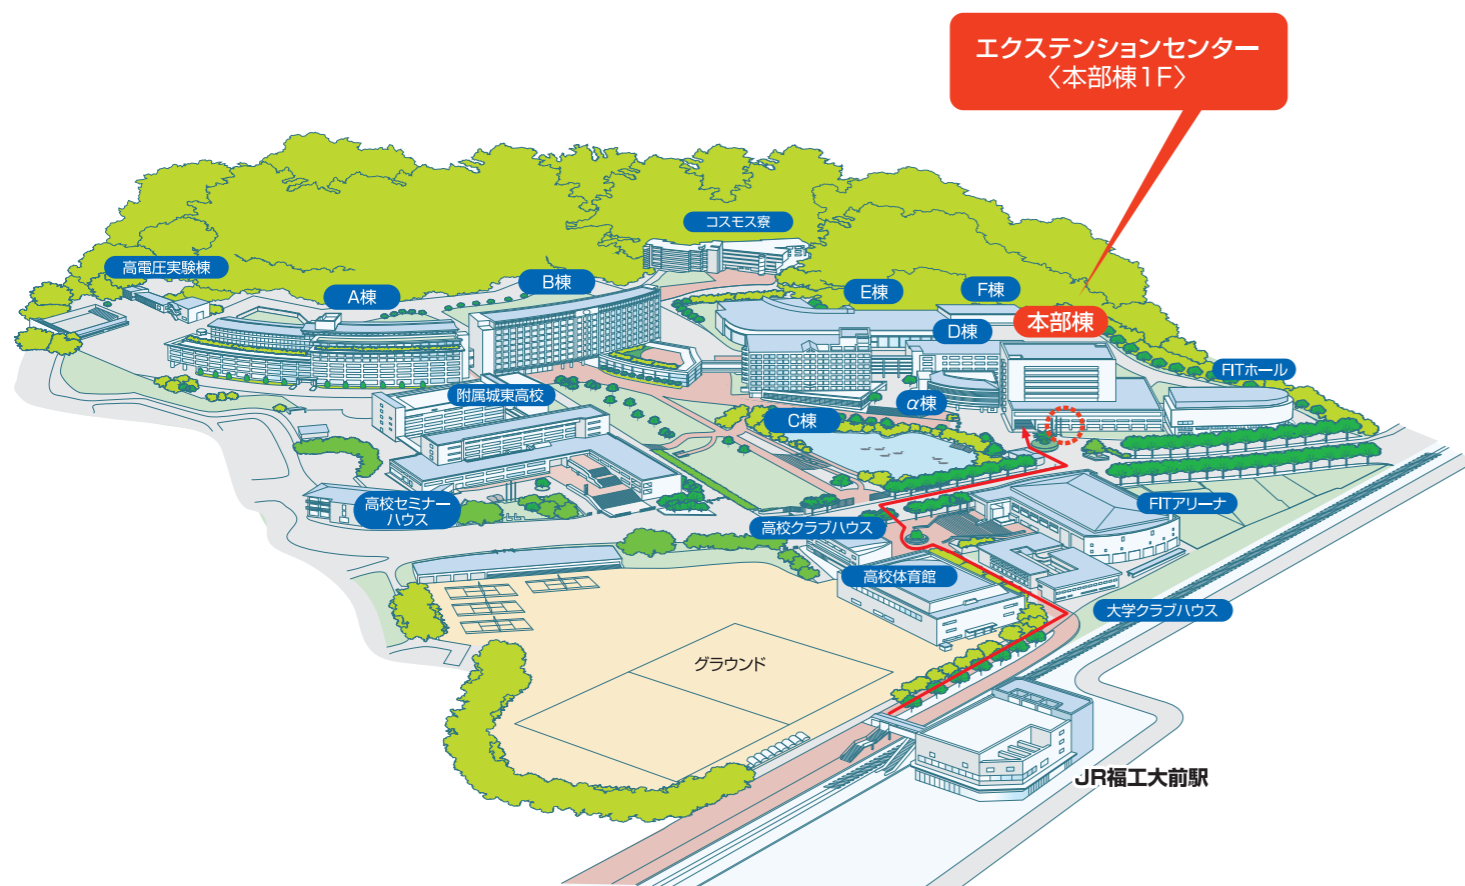 エクステンションセンター
〈本部棟1F〉
コスモス寮
高電圧実験棟
A棟
B棟
E棟
F棟
本部棟
D棟
FITホール
附属城東高校
α棟
C棟
高校セミナー
ハウス
高校クラブハウス
FITアリーナ
高校体育館
大学クラブハウス
グラウンド
JR福工大前駅